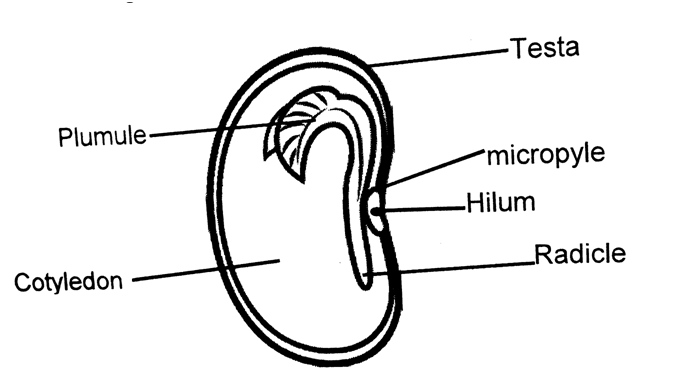 Testa
Plumule
micropyle
Hilum
Radicle
Cotyledon